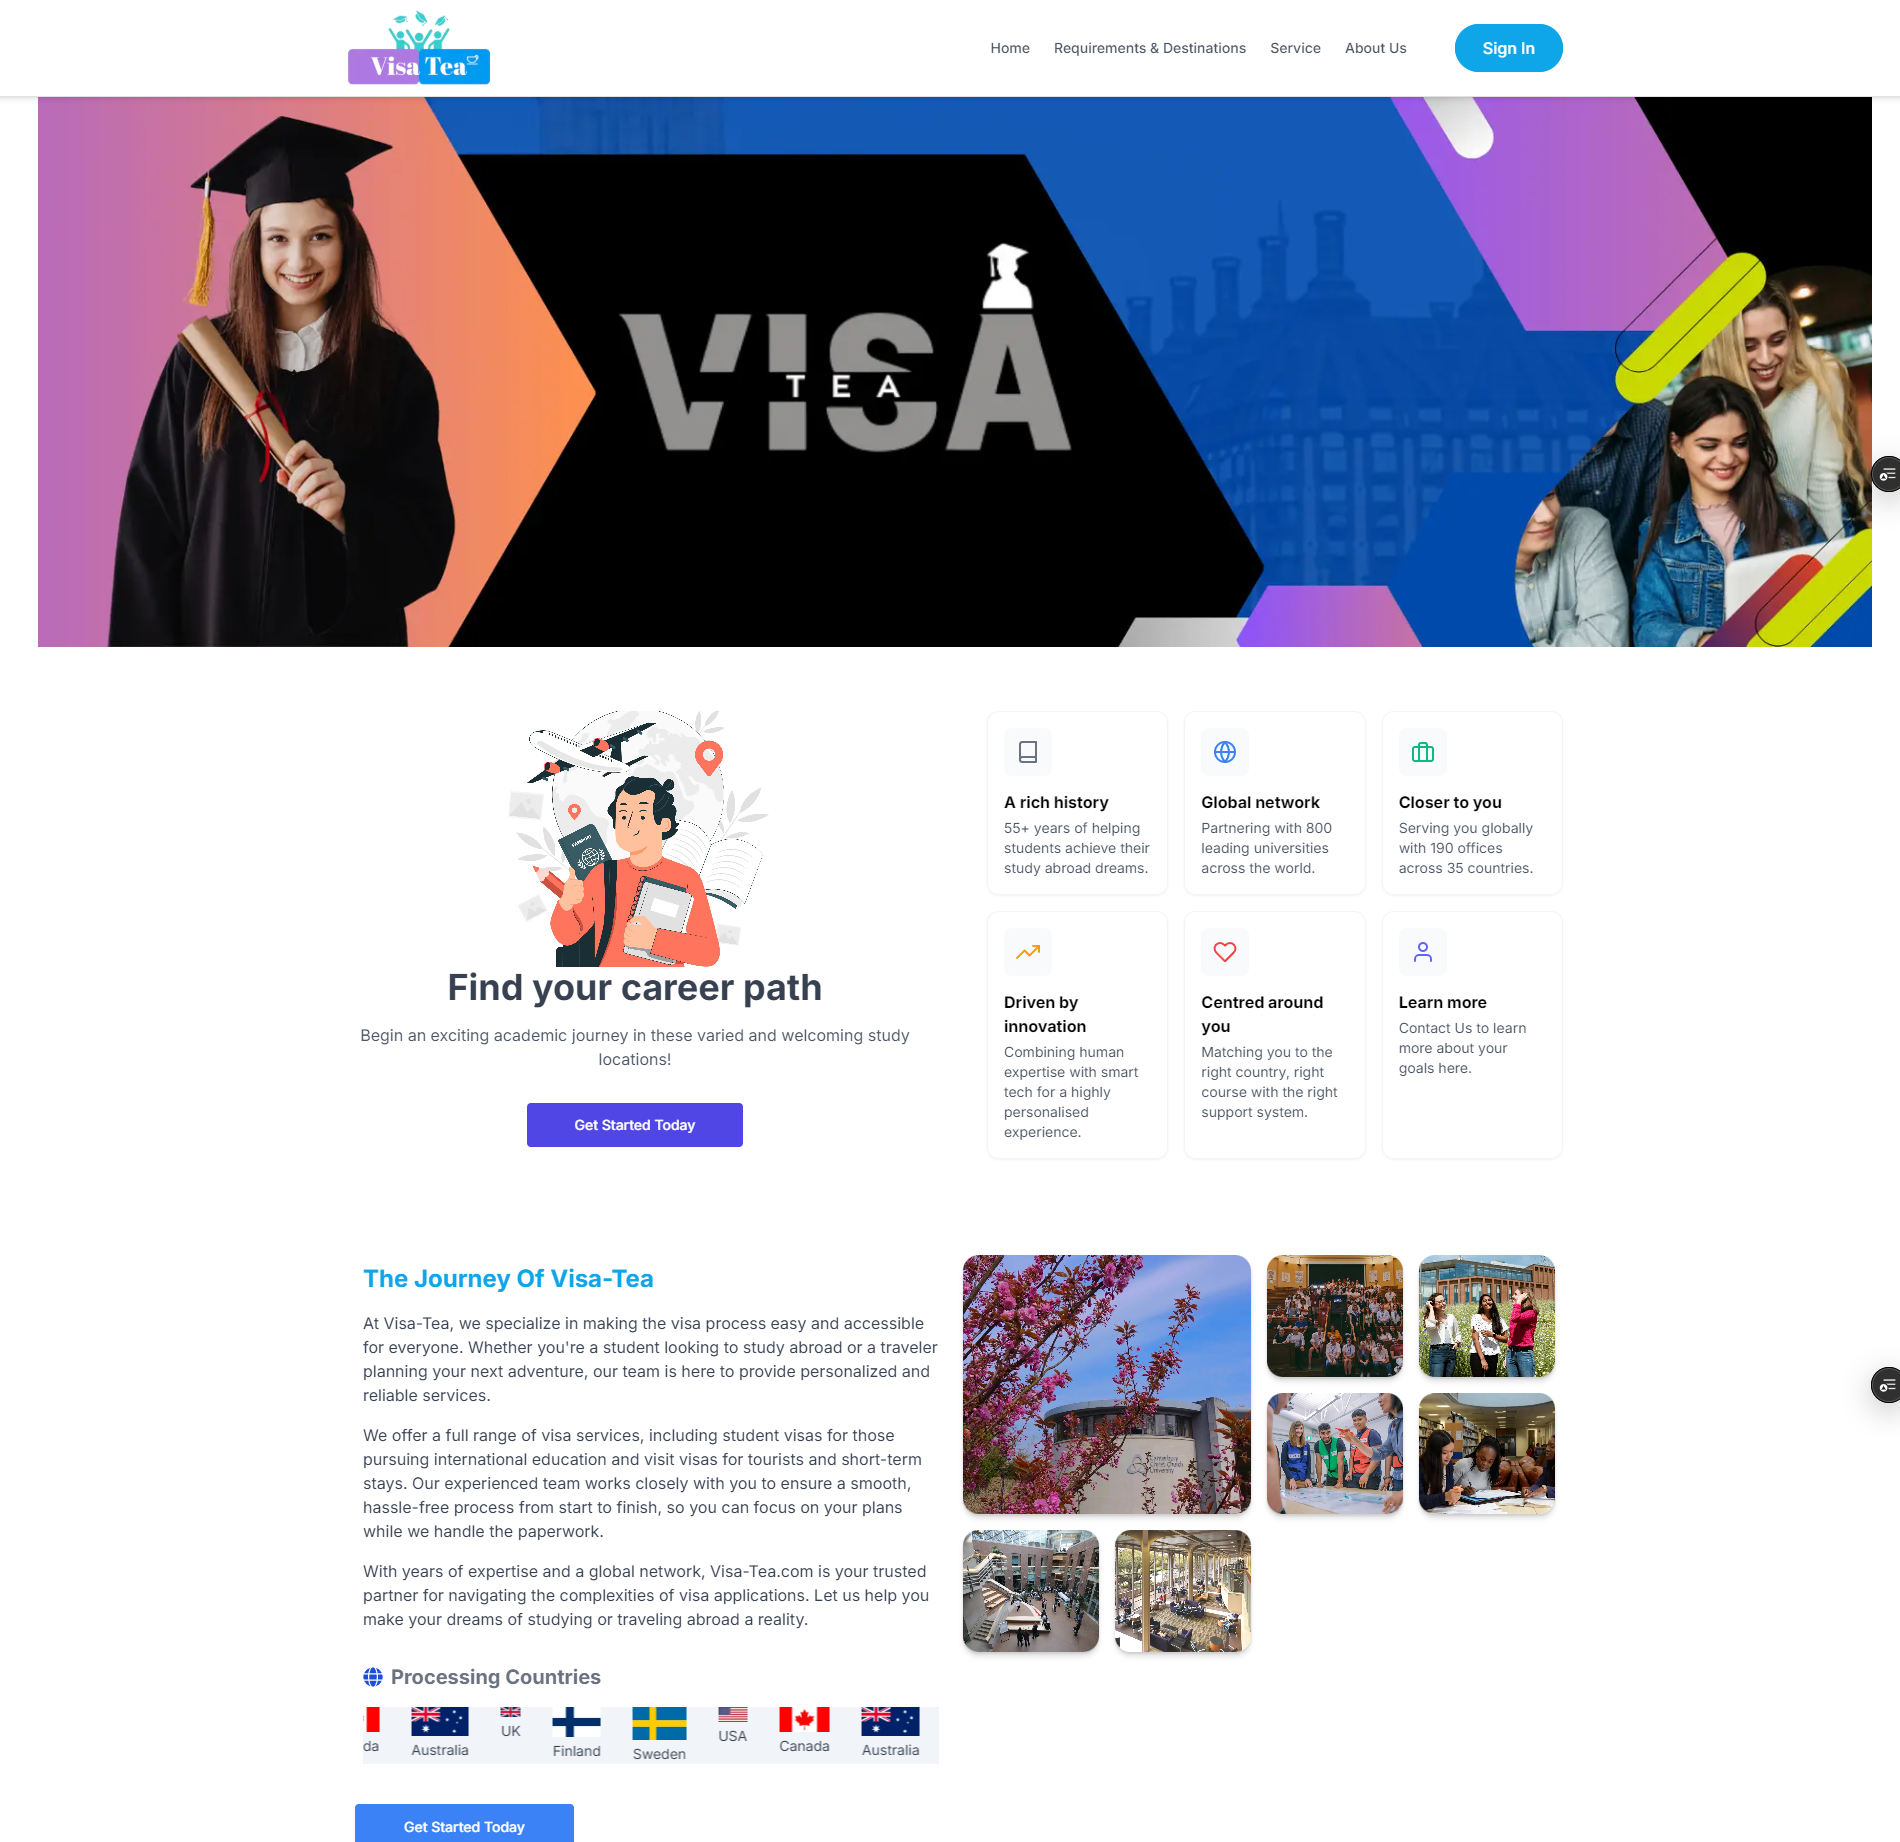 Visa Tea
Home
Requirements & Destinations
Service
About Us
Sign In
VISA
TEA
Find your career path
Begin an exciting academic journey in these varied and welcoming study
locations!
Get Started Today
A rich history
55+ years of helping
students achieve their
study abroad dreams.
Global network
Partnering with 800
leading universities
across the world.
Closer to you
Serving you globally
with 190 offices
across 35 countries.
Driven by
innovation
Combining human
expertise with smart
tech for a highly
personalised
experience.
Centred around
you
Matching you to the
right country, right
course with the right
support system.
Learn more
Contact Us to learn
more about your
goals here.
The Journey Of Visa-Tea
At Visa-Tea, we specialize in making the visa process easy and accessible
for everyone. Whether you're a student looking to study abroad or a traveler
planning your next adventure, our team is here to provide personalized and
reliable services.
We offer a full range of visa services, including student visas for those
pursuing international education and visit visas for tourists and short-term
stays. Our experienced team works closely with you to ensure a smooth,
hassle-free process from start to finish, so you can focus on your plans
while we handle the paperwork.
With years of expertise and a global network, Visa-Tea.com is your trusted
partner for navigating the complexities of visa applications. Let us help you
make your dreams of studying or traveling abroad a reality.
Processing Countries
da
Australia
UK
Finland
Sweden
USA
Canada
Australia
Get Started Today